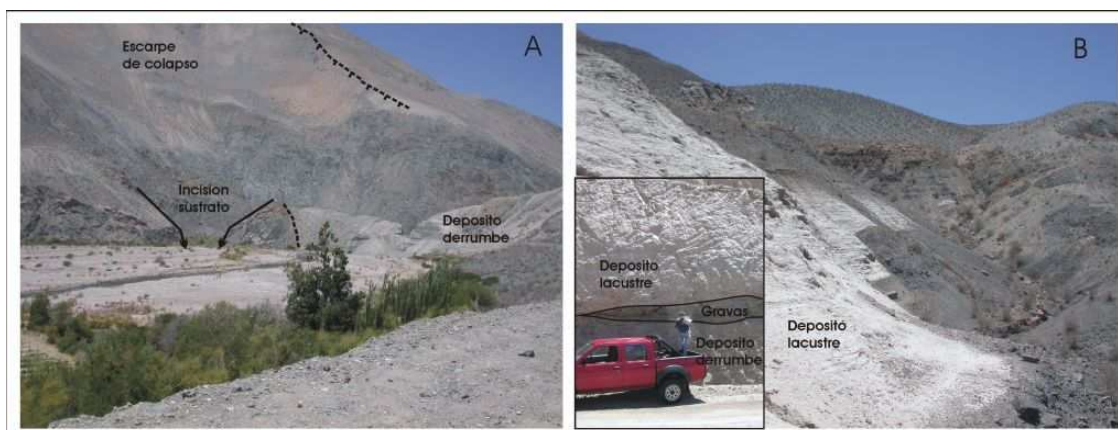 Escarpe
de colapso
A
Incision
sustrato
Deposito
derrumbe
B
Deposito
lacustre
Gravas
Deposito
derrumbe
Deposito
lacustre